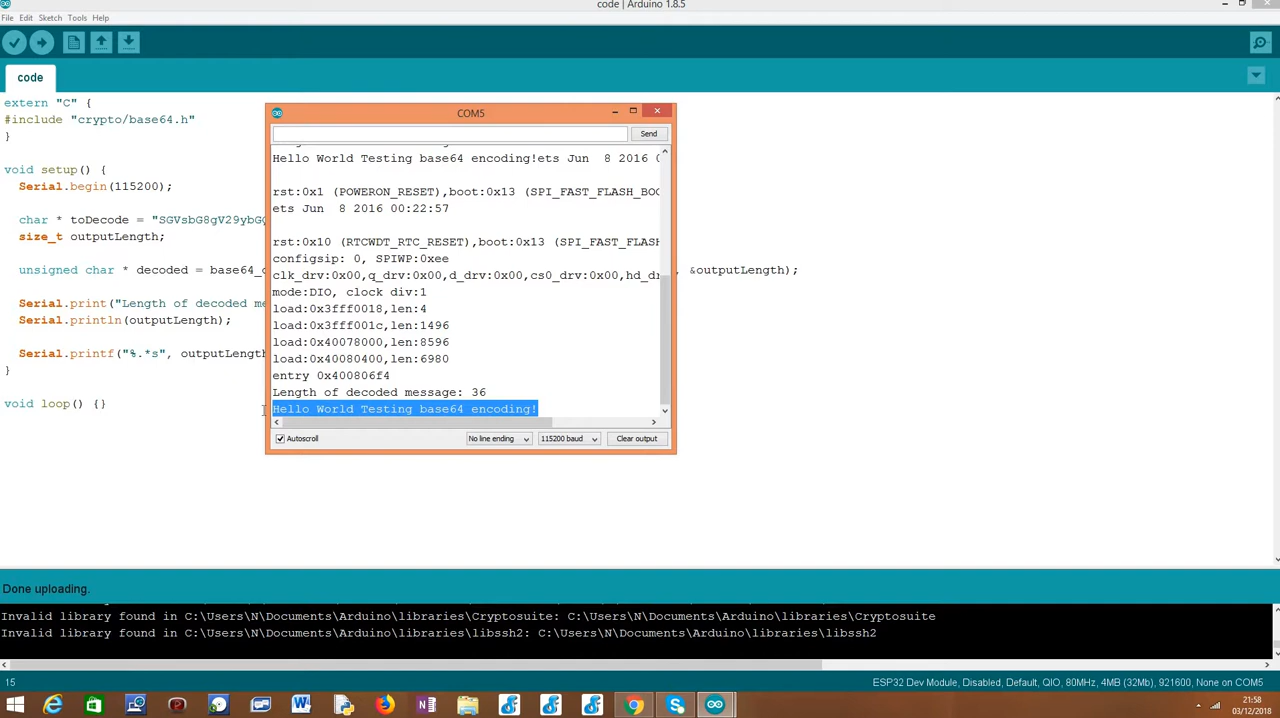 code | Arduino 1.8.5
File Edit Sketch Tools Help
code
extern "C" {
#include "crypto/base64.h"
}
void setup() {
Serial.begin(115200);
char * toDecode = "SGVsbG8gV29ybG
size_t outputLength;
unsigned char * decoded = base64_ , &outputLength);
Serial.print("Length of decoded me
Serial.println(outputLength);
Serial.printf("%.*s", outputLength
}
void loop() {}
COM5
Send
Hello World Testing base64 encoding!ets Jun 8 2016 0
rst:0x1 (POWERON_RESET),boot:0x13 (SPI_FAST_FLASH_BO
ets Jun 8 2016 00:22:57
rst:0x10 (RTCWDT_RTC_RESET),boot:0x13 (SPI_FAST_FLASH
configsip: 0, SPIWP:0xee
clk_drv:0x00,q_drv:0x00,d_drv:0x00,cs0_drv:0x00,hd_dr
mode:DIO, clock div:1
load:0x3fff0018,len:4
load:0x3fff001c,len:1496
load:0x40078000,len:8596
load:0x40080400,len:6980
entry 0x400806f4
Length of decoded message: 36
Hello World Testing base64 encoding!
Autoscroll No line ending 115200 baud Clear output
Done uploading.
Invalid library found in C:\Users\N\Documents\Arduino\libraries\Cryptosuite: C:\Users\N\Documents\Arduino\libraries\Cryptosuite
Invalid library found in C:\Users\N\Documents\Arduino\libraries\libssh2: C:\Users\N\Documents\Arduino\libraries\libssh2
15 ESP32 Dev Module, Disabled, Default, QIO, 80MHz, 4MB (32Mb), 921600, None on COM5
21:58
03/12/2018